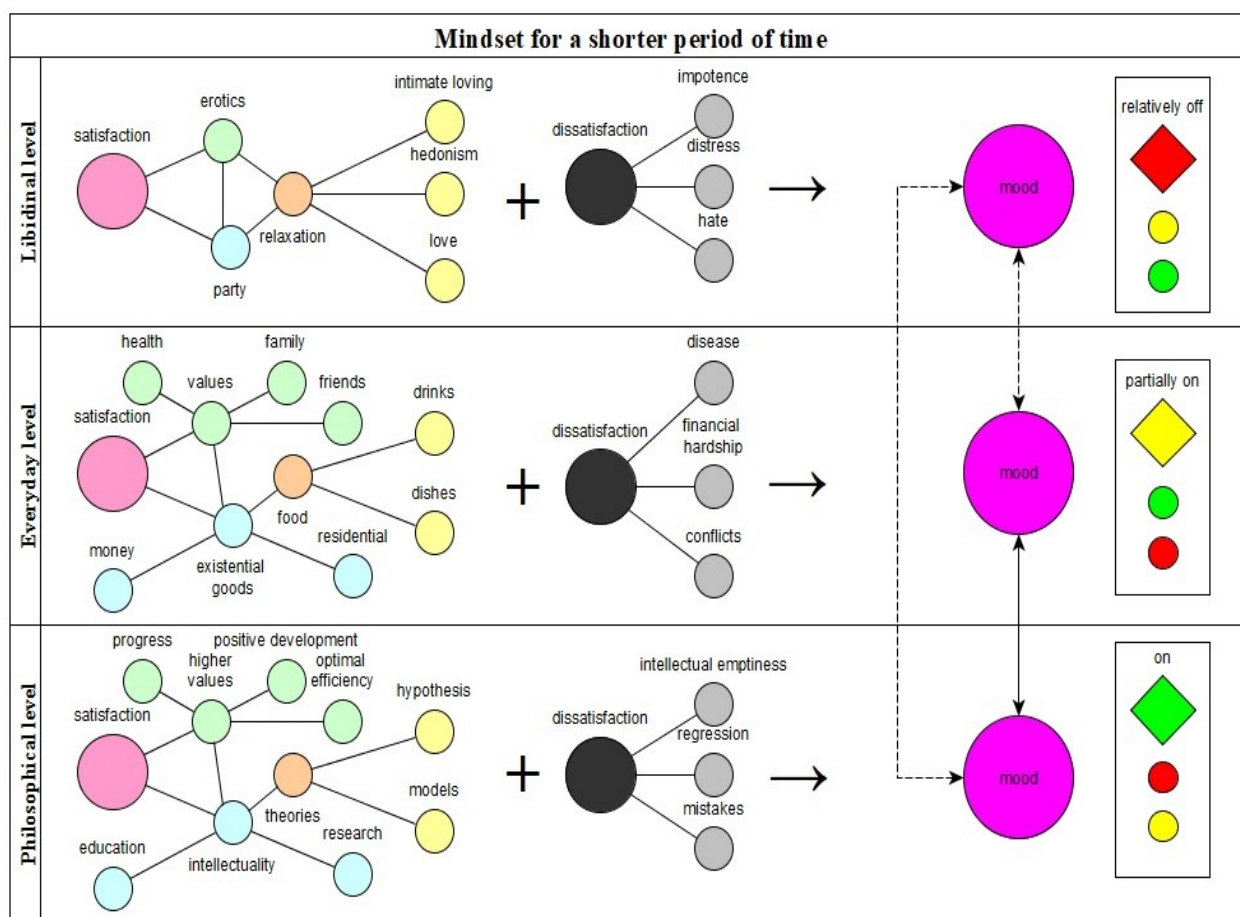 Mindset for a shorter period of time
Libidinal level
satisfaction
erotics
party
relaxation
intimate loving
hedonism
love
+
dissatisfaction
impotence
distress
hate
mood
relatively off
Everyday level
health
values
family
friends
satisfaction
money
existential
goods
food
residential
drinks
dishes
+
dissatisfaction
disease
financial
hardship
conflicts
mood
partially on
Philosophical level
progress
higher
values
positive development
optimal
efficiency
satisfaction
education
intellectuality
theories
research
hypothesis
models
+
dissatisfaction
intellectual emptiness
regression
mistakes
mood
on